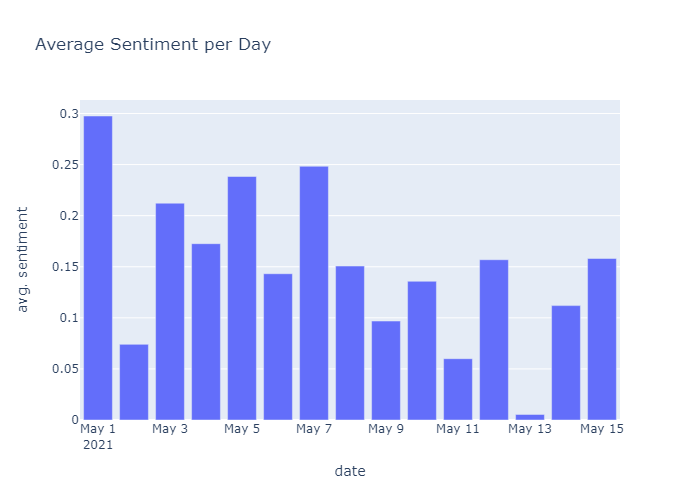 Average Sentiment per Day
0.3
0.25
0.2
0.15
0.1
0.05
0
avg. sentiment
May 1 May 3 May 5 May 7 May 9 May 11 May 13 May 15
2021
date